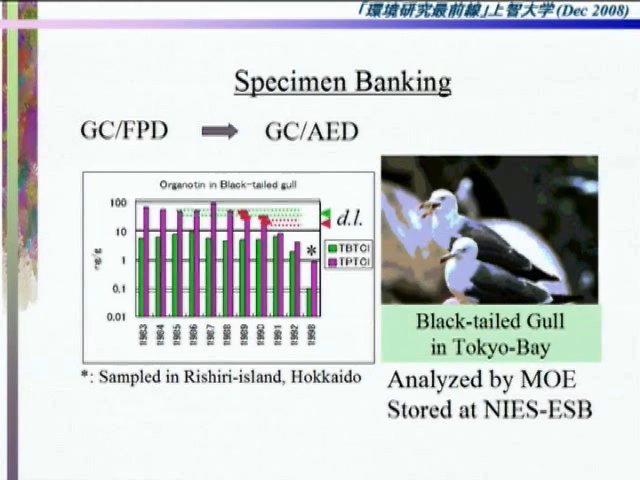 「環境研究最前線」上智大学 (Dec 2008)
Specimen Banking
GC/FPD
GC/AED
Organotin in Black-tailed gull
100
10
1
0.1
0.01
ng/g
d.l.
*
TBTCl
TPTCl
1983
1984
1985
1986
1987
1988
1989
1990
1991
1992
1998
*: Sampled in Rishiri-island, Hokkaido
Black-tailed Gull
in Tokyo-Bay
Analyzed by MOE
Stored at NIES-ESB